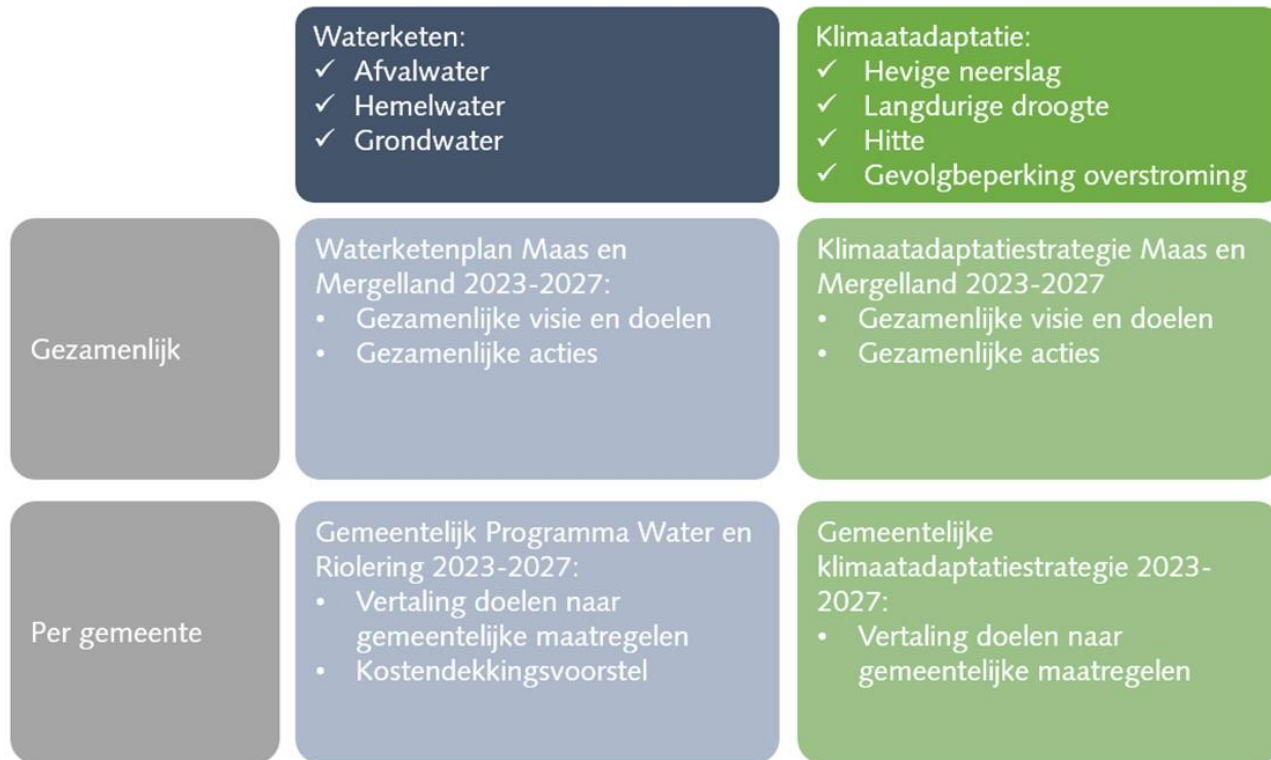 Waterketen:
✓ Afvalwater
✓ Hemelwater
✓ Grondwater
Klimaatadaptatie:
✓ Hevige neerslag
✓ Langdurige droogte
✓ Hitte
✓ Gevolgbeperking overstroming
Gezamenlijk
Waterketenplan Maas en
Mergelland 2023-2027:
• Gezamenlijke visie en doelen
• Gezamenlijke acties
Klimaatadaptatiestrategie Maas en
Mergelland 2023-2027
• Gezamenlijke visie en doelen
• Gezamenlijke acties
Per gemeente
Gemeentelijk Programma Water en
Riolering 2023-2027:
• Vertaling doelen naar
gemeentelijke maatregelen
• Kostendekkingsvoorstel
Gemeentelijke
klimaatadaptatiestrategie 2023-
2027:
• Vertaling doelen naar
gemeentelijke maatregelen